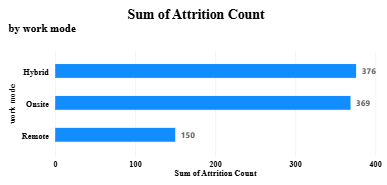 Sum of Attrition Count
by work mode
work mode
Hybrid 376
Onsite 369
Remote 150
0 100 200 300 400
Sum of Attrition Count